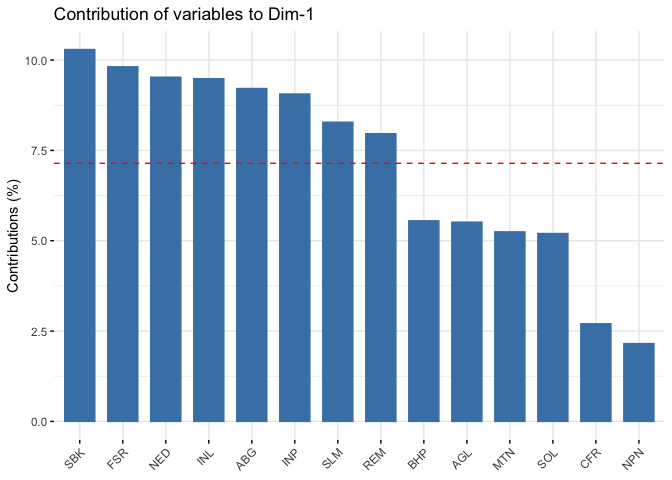 Contribution of variables to Dim-1
Contributions (%)
10.0
7.5
5.0
2.5
0.0
SBK FSR NED INL ABG INP SLM REM BHP AGL MTN SOL CFR NPN